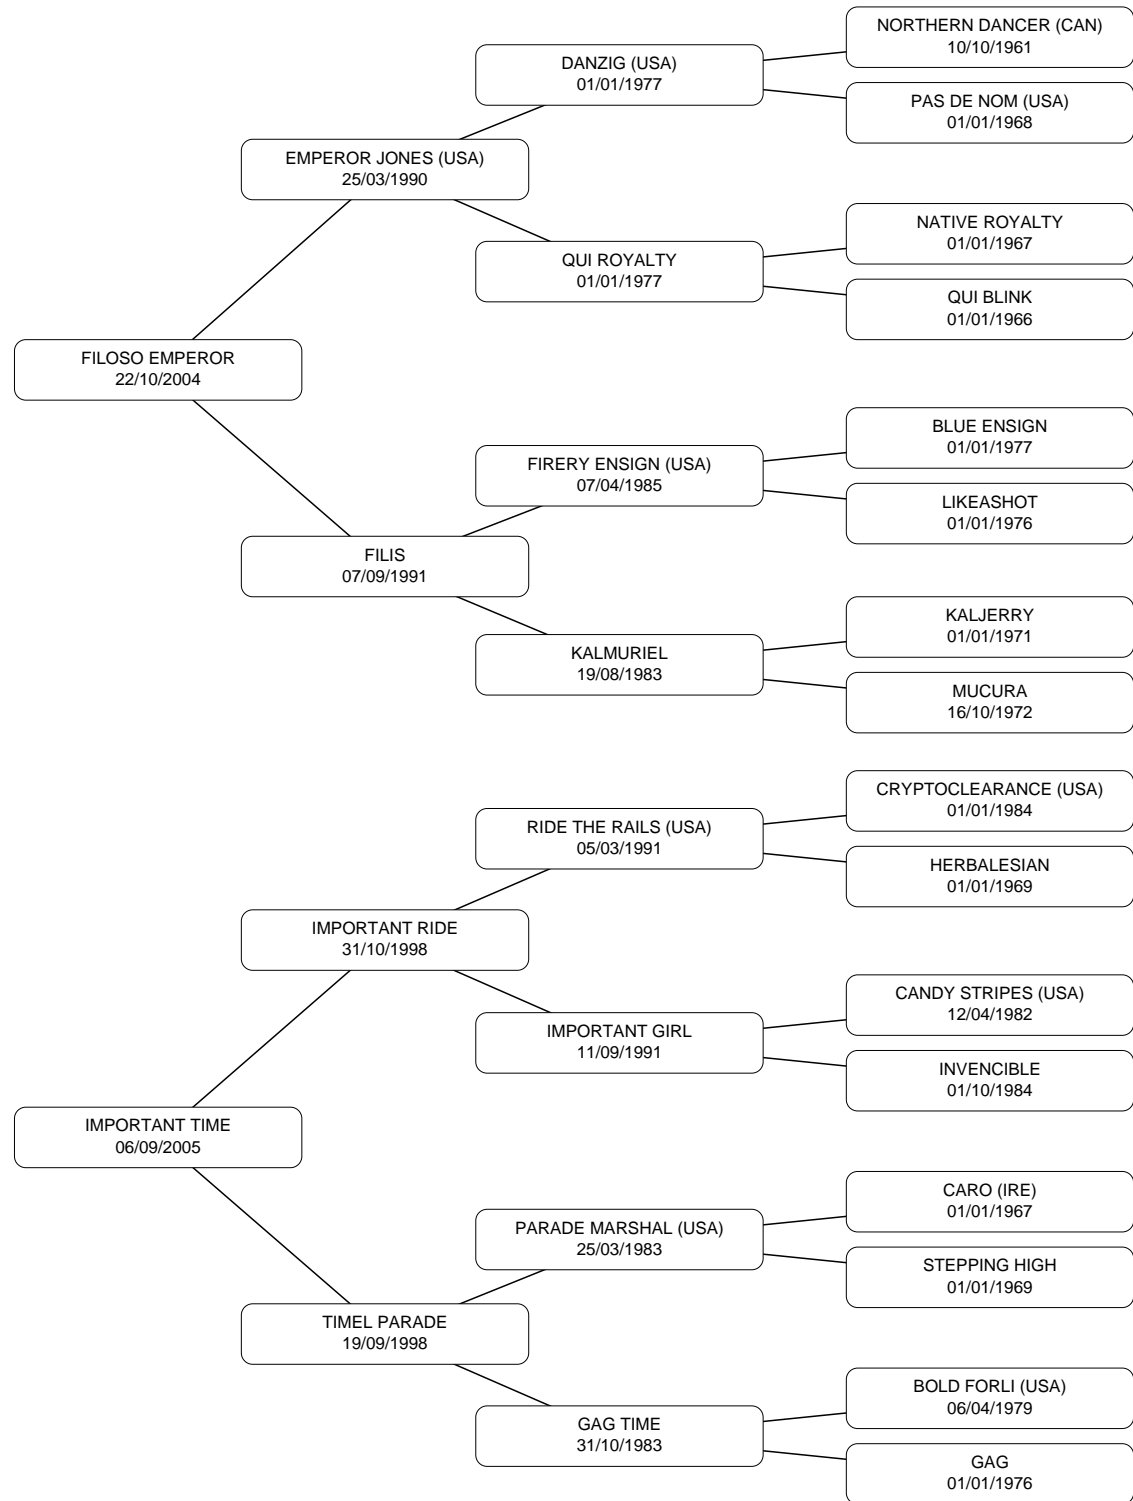 NORTHERN DANCER (CAN)
10/10/1961
DANZIG (USA)
01/01/1977
PAS DE NOM (USA)
01/01/1968
EMPEROR JONES (USA)
25/03/1990
NATIVE ROYALTY
01/01/1967
QUI ROYALTY
01/01/1977
QUI BLINK
01/01/1966
FILOSO EMPEROR
22/10/2004
BLUE ENSIGN
01/01/1977
FIRERY ENSIGN (USA)
07/04/1985
LIKEASHOT
01/01/1976
FILIS
07/09/1991
KALJERRY
01/01/1971
KALMURIEL
19/08/1983
MUCURA
16/10/1972
CRYPTOCLEARANCE (USA)
01/01/1984
RIDE THE RAILS (USA)
05/03/1991
HERBALESIAN
01/01/1969
IMPORTANT RIDE
31/10/1998
CANDY STRIPES (USA)
12/04/1982
IMPORTANT GIRL
11/09/1991
INVENCIBLE
01/10/1984
IMPORTANT TIME
06/09/2005
CARO (IRE)
01/01/1967
PARADE MARSHAL (USA)
25/03/1983
STEPPING HIGH
01/01/1969
TIMEL PARADE
19/09/1998
BOLD FORLI (USA)
06/04/1979
GAG TIME
31/10/1983
GAG
01/01/1976